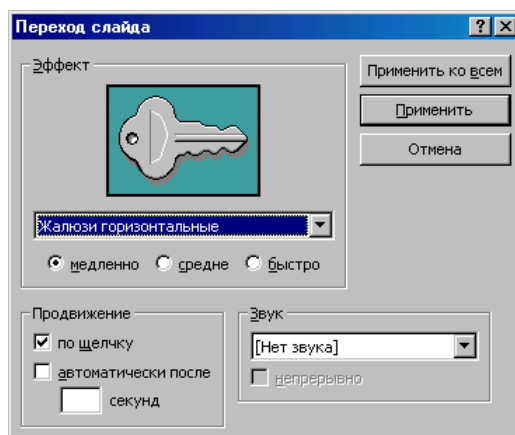 Переход слайда
Эффект
Применить ко всем
Применить
Отмена
Жалюзи горизонтальные
медленно средне быстро
Продвижение
по щелчку
автоматически после
секунд
Звук
[Нет звука]
непрерывно